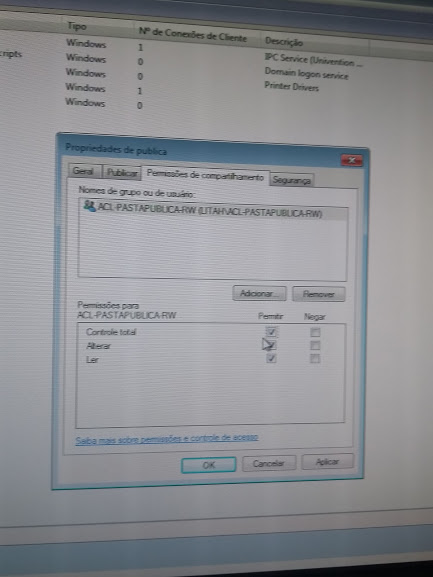 Tipo Nº de Conexões de Cliente Descrição
Windows 1 IPC Service (Univention ...
cripts Windows 0 Domain logon service
Windows 0 Printer Drivers
Windows 1
Windows 0
Propriedades de publica
Geral Publicar Permissões de compartilhamento Segurança
Nomes de grupo ou de usuário:
ACL-PASTAPUBLICA-RW (LITAH\ACL-PASTAPUBLICA-RW)
Adicionar... Remover
Permissões para
ACL-PASTAPUBLICA-RW Permitir Negar
Controle total
Alterar
Ler
Saiba mais sobre permissões e controle de acesso
OK Cancelar Aplicar